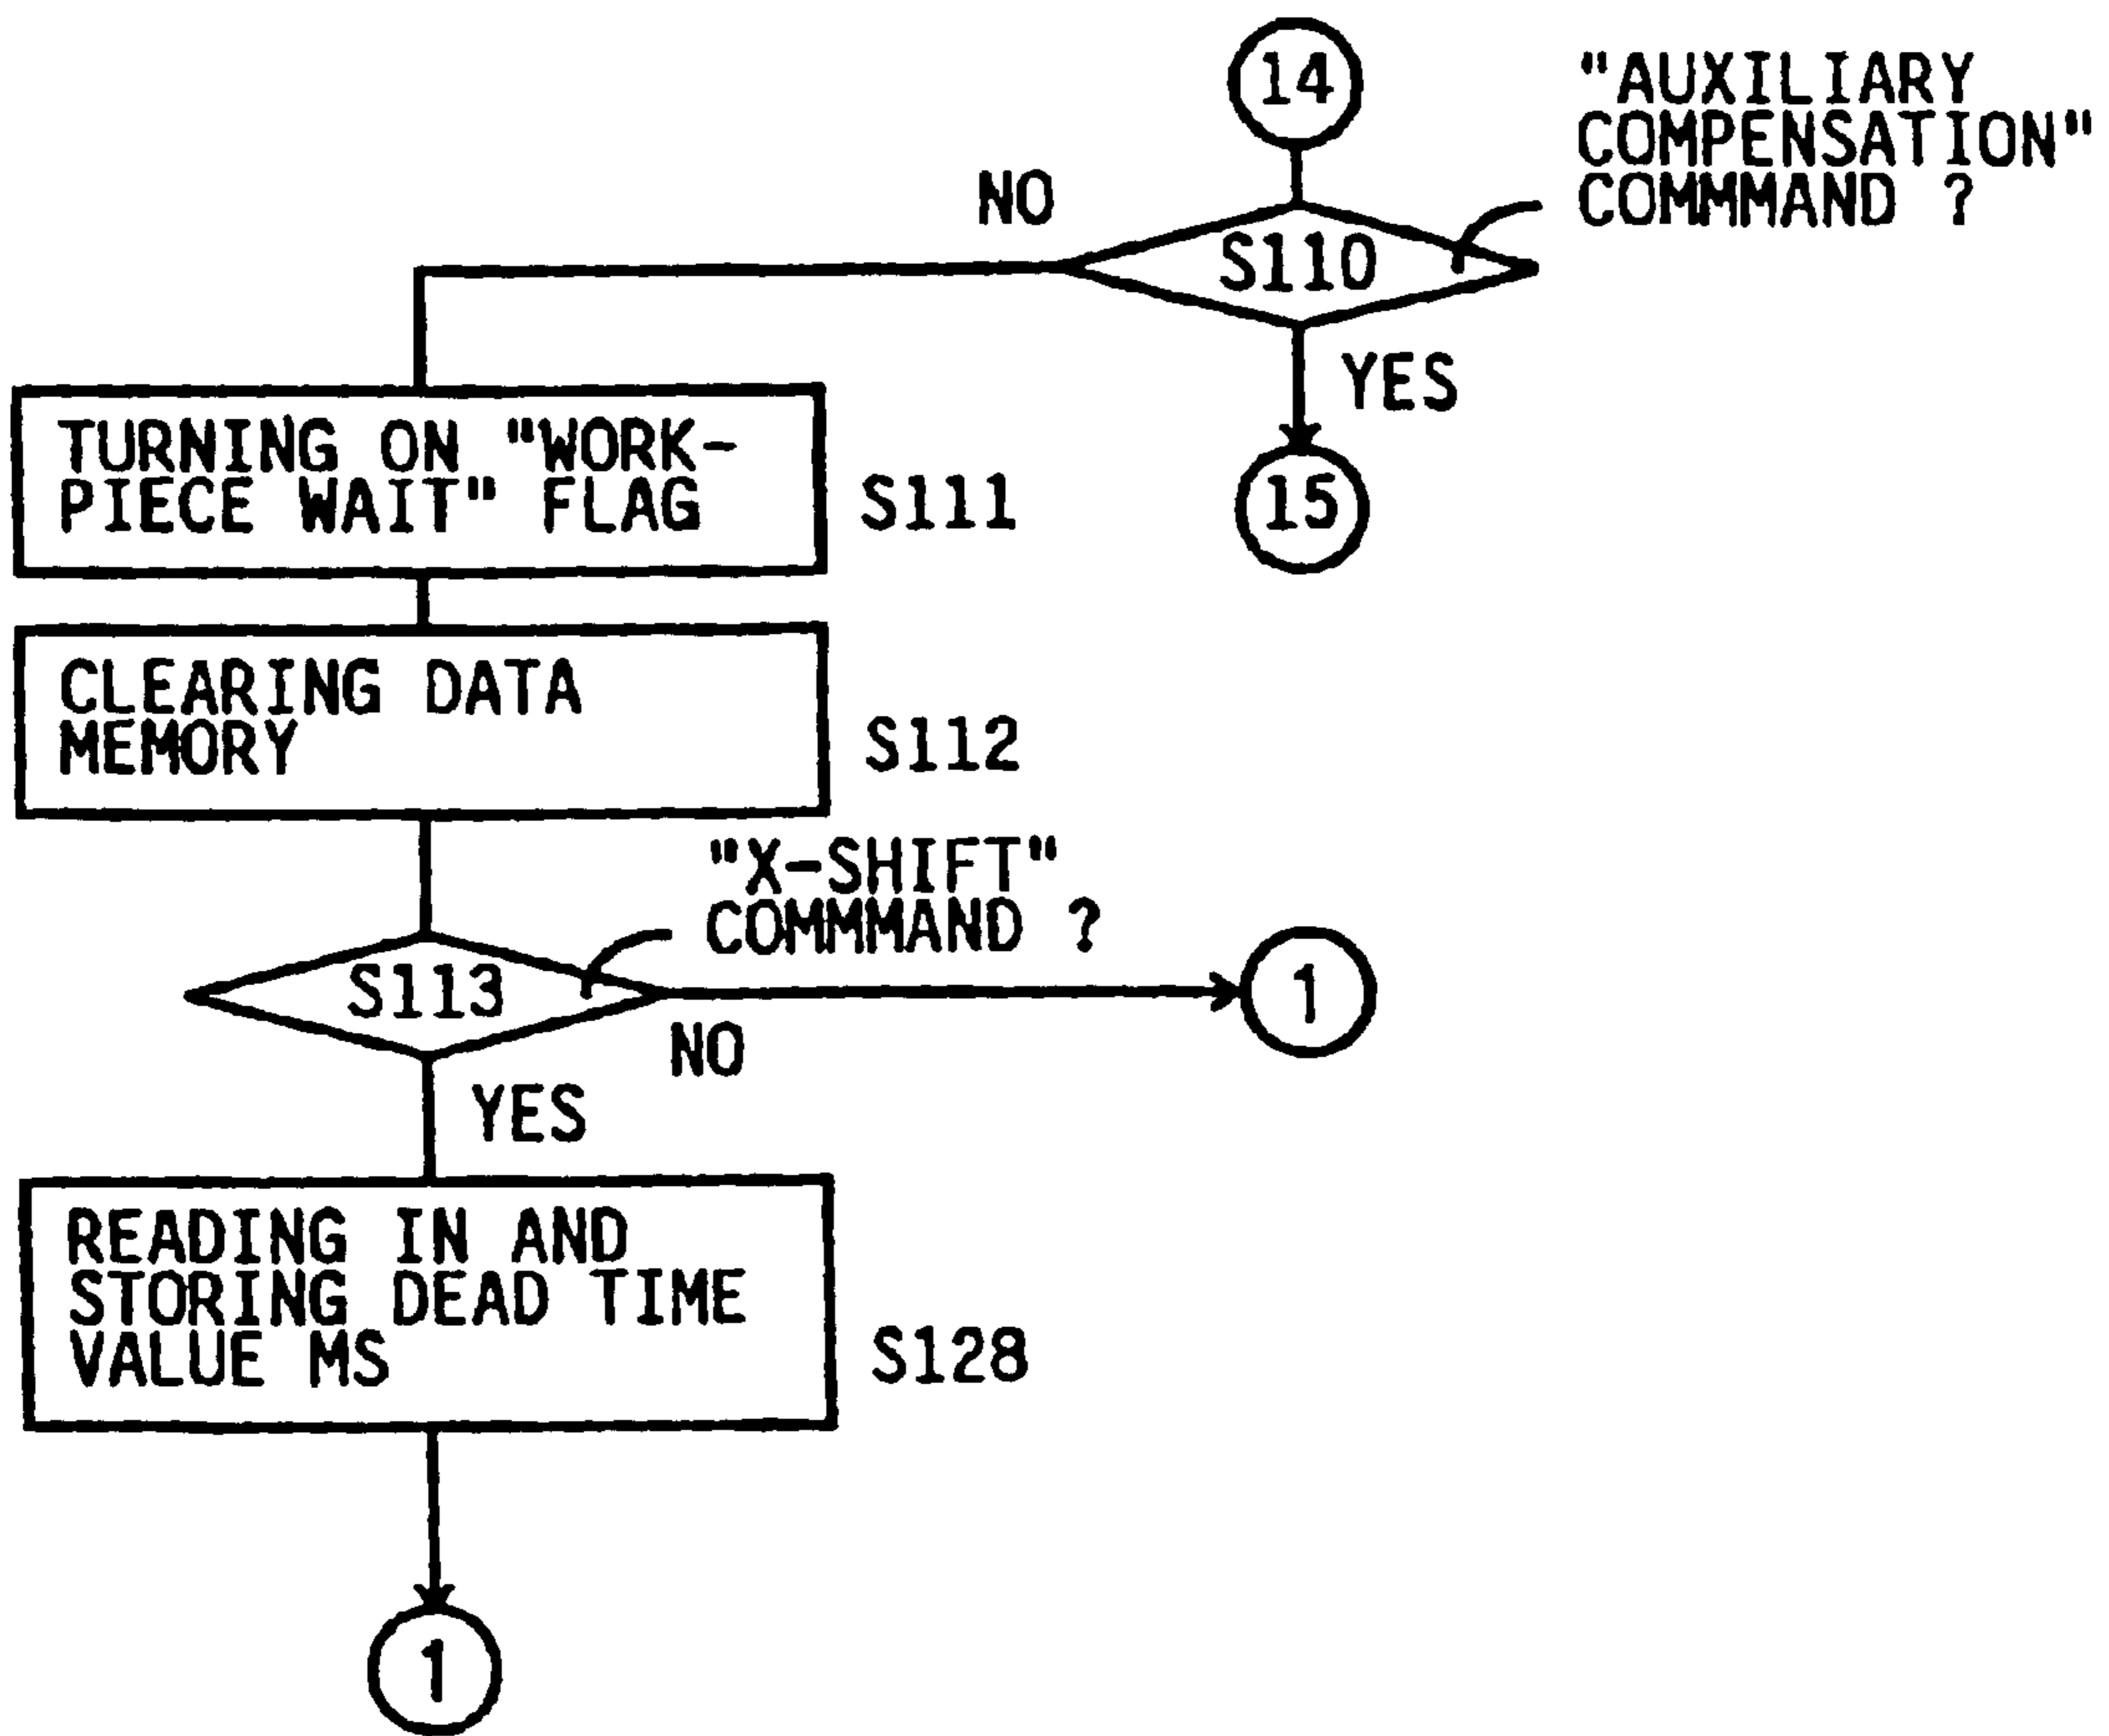 14
"AUXILIARY
COMPENSATION"
COMMMAND ?
NO
S110
YES
15
TURNING ON "WORK-
PIECE WAIT" FLAG
S111
CLEARING DATA
MEMORY
S112
"X-SHIFT"
COMMMAND ?
S113
1
NO
YES
READING IN AND
STORING DEAD TIME
VALUE MS
S128
1